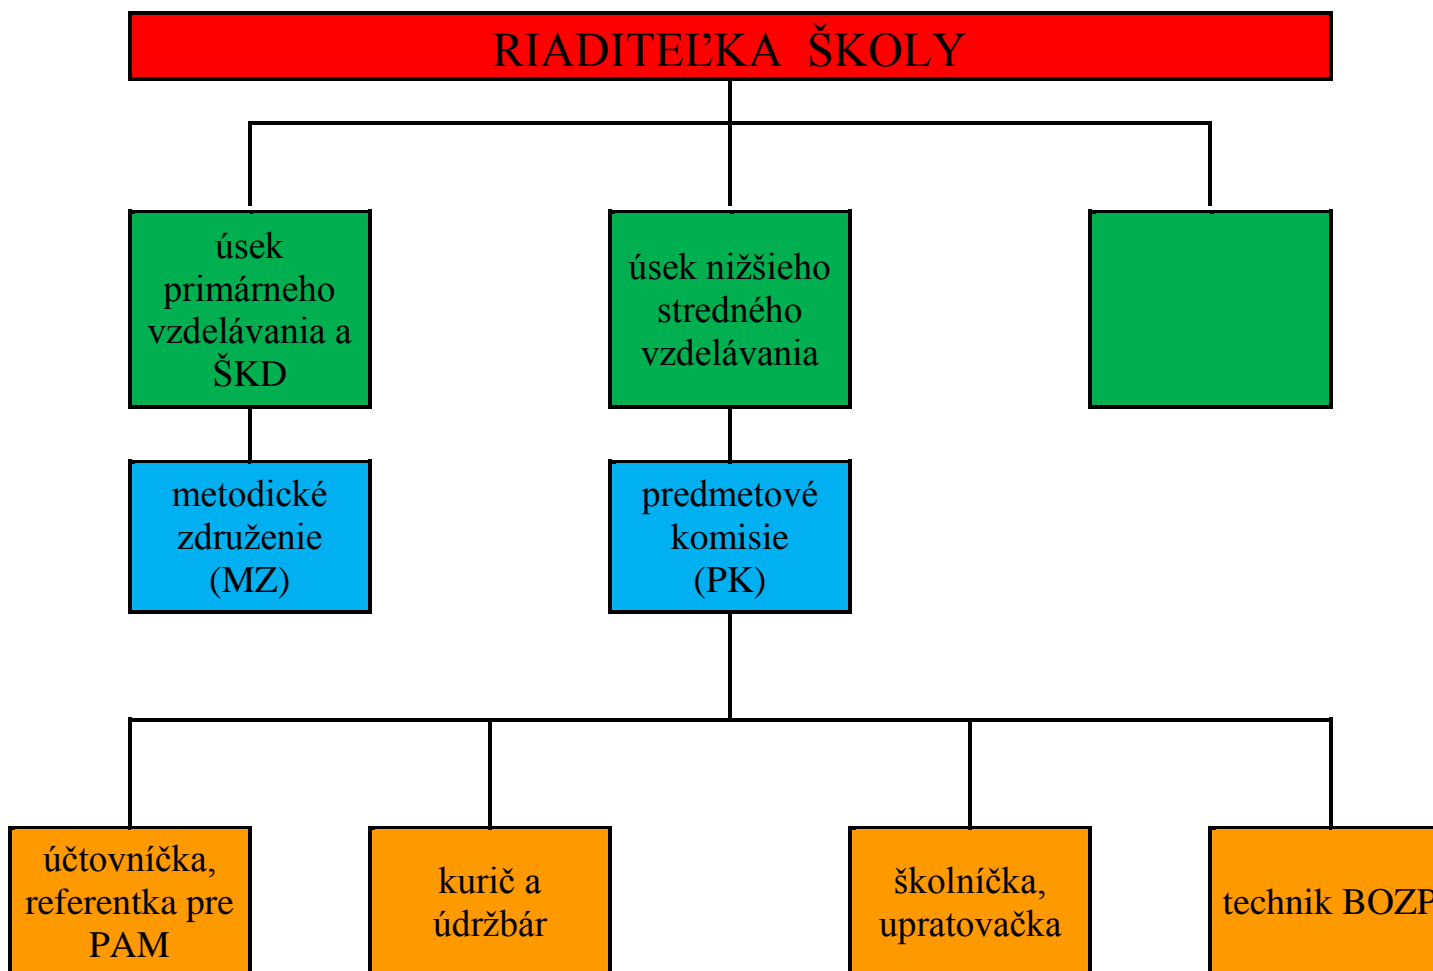 RIADITEĽKA ŠKOLY
úsek
primárneho
vzdelávania a
ŠKD
úsek nižšieho
stredného
vzdelávania
metodické
združenie
(MZ)
predmetové
komisie
(PK)
účtovníčka,
referentka pre
PAM
kurič a
údržbár
školníčka,
upratovačka
technik BOZP